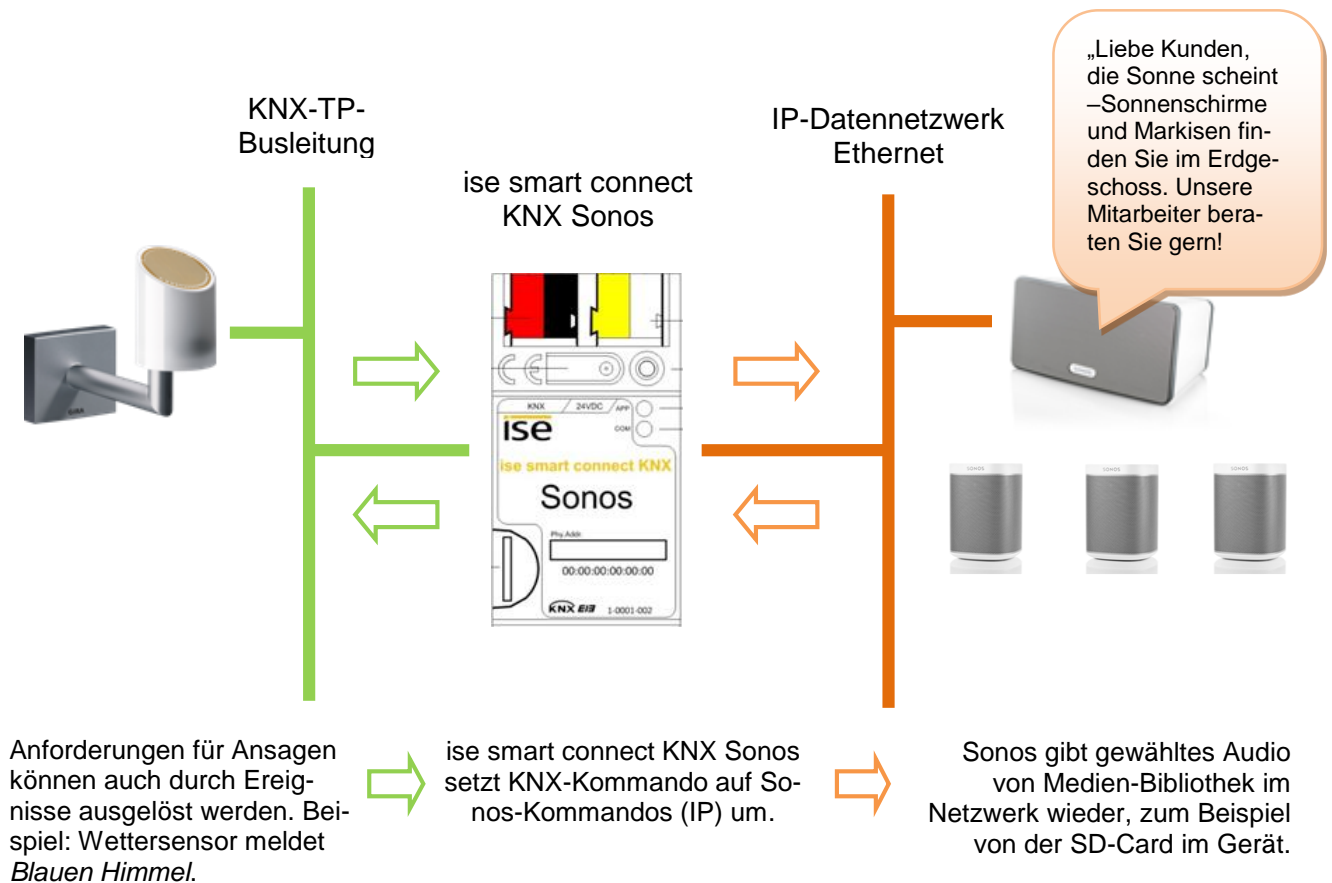 „Liebe Kunden,
die Sonne scheint
–Sonnenschirme
und Markisen fin-
den Sie im Erdge-
schoss. Unsere
Mitarbeiter bera-
ten Sie gern!
KNX-TP-
Busleitung
IP-Datennetzwerk
Ethernet
ise smart connect
KNX Sonos
GIRA
KNX / 24VDC / APP
COM
ise
ise smart connect KNX
Sonos
Phy.Addr.
00:00:00:00:00:00
KNX EIB 1-0001-002
SONOS
SONOS SONOS SONOS
Anforderungen für Ansagen
können auch durch Ereig-
nisse ausgelöst werden. Bei-
spiel: Wettersensor meldet
Blauen Himmel.
ise smart connect KNX Sonos
setzt KNX-Kommando auf So-
nos-Kommandos (IP) um.
Sonos gibt gewähltes Audio
von Medien-Bibliothek im
Netzwerk wieder, zum Beispiel
von der SD-Card im Gerät.